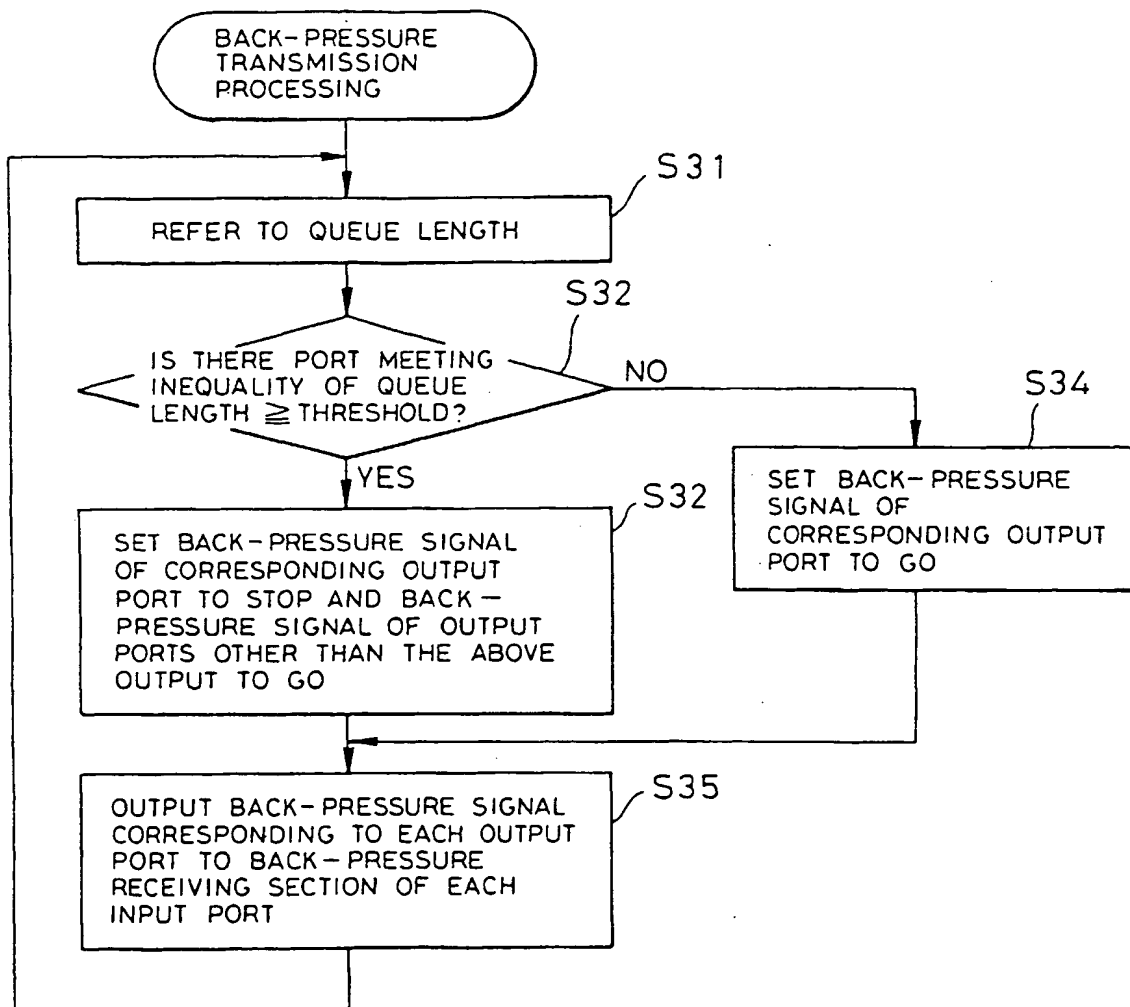 BACK-PRESSURE
TRANSMISSION
PROCESSING
S31
REFER TO QUEUE LENGTH
S32
IS THERE PORT MEETING
INEQUALITY OF QUEUE
LENGTH ≧ THRESHOLD?
NO
YES
S34
SET BACK-PRESSURE
SIGNAL OF
CORRESPONDING OUTPUT
PORT TO GO
S32
SET BACK-PRESSURE SIGNAL
OF CORRESPONDING OUTPUT
PORT TO STOP AND BACK-
PRESSURE SIGNAL OF OUTPUT
PORTS OTHER THAN THE ABOVE
OUTPUT TO GO
S35
OUTPUT BACK-PRESSURE SIGNAL
CORRESPONDING TO EACH OUTPUT
PORT TO BACK-PRESSURE
RECEIVING SECTION OF EACH
INPUT PORT